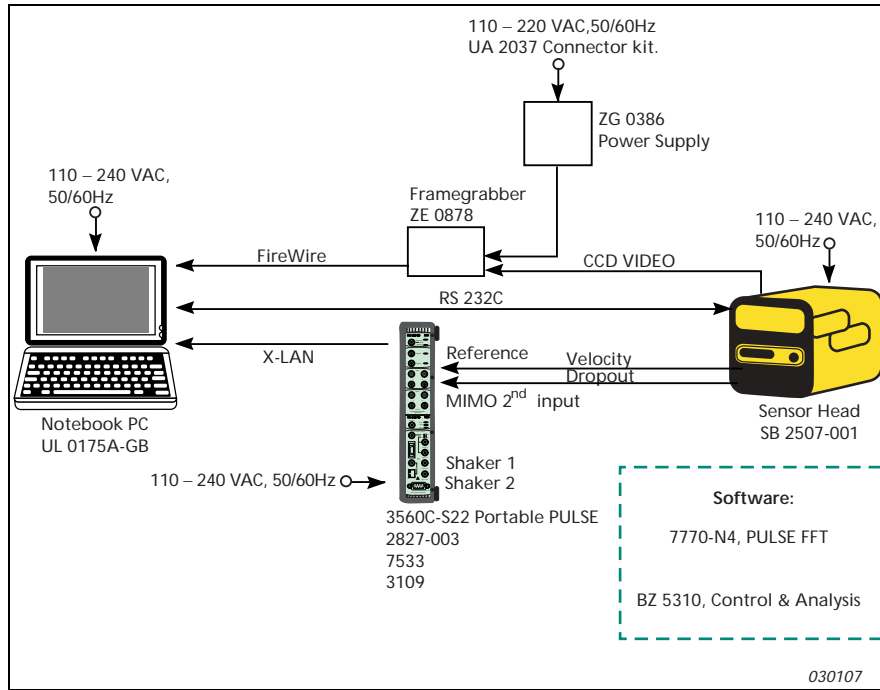 110 – 220 VAC,50/60Hz
UA 2037 Connector kit.
ZG 0386
Power Supply
110 – 240 VAC,
50/60Hz
Framegrabber
ZE 0878
110 – 240 VAC,
50/60Hz
FireWire
CCD VIDEO
RS 232C
X-LAN
Reference
Velocity
Dropout
MIMO 2nd input
Notebook PC
UL 0175A-GB
Sensor Head
SB 2507-001
110 – 240 VAC, 50/60Hz
Shaker 1
Shaker 2
3560C-S22 Portable PULSE
2827-003
7533
3109
Software:
7770-N4, PULSE FFT
BZ 5310, Control & Analysis
030107